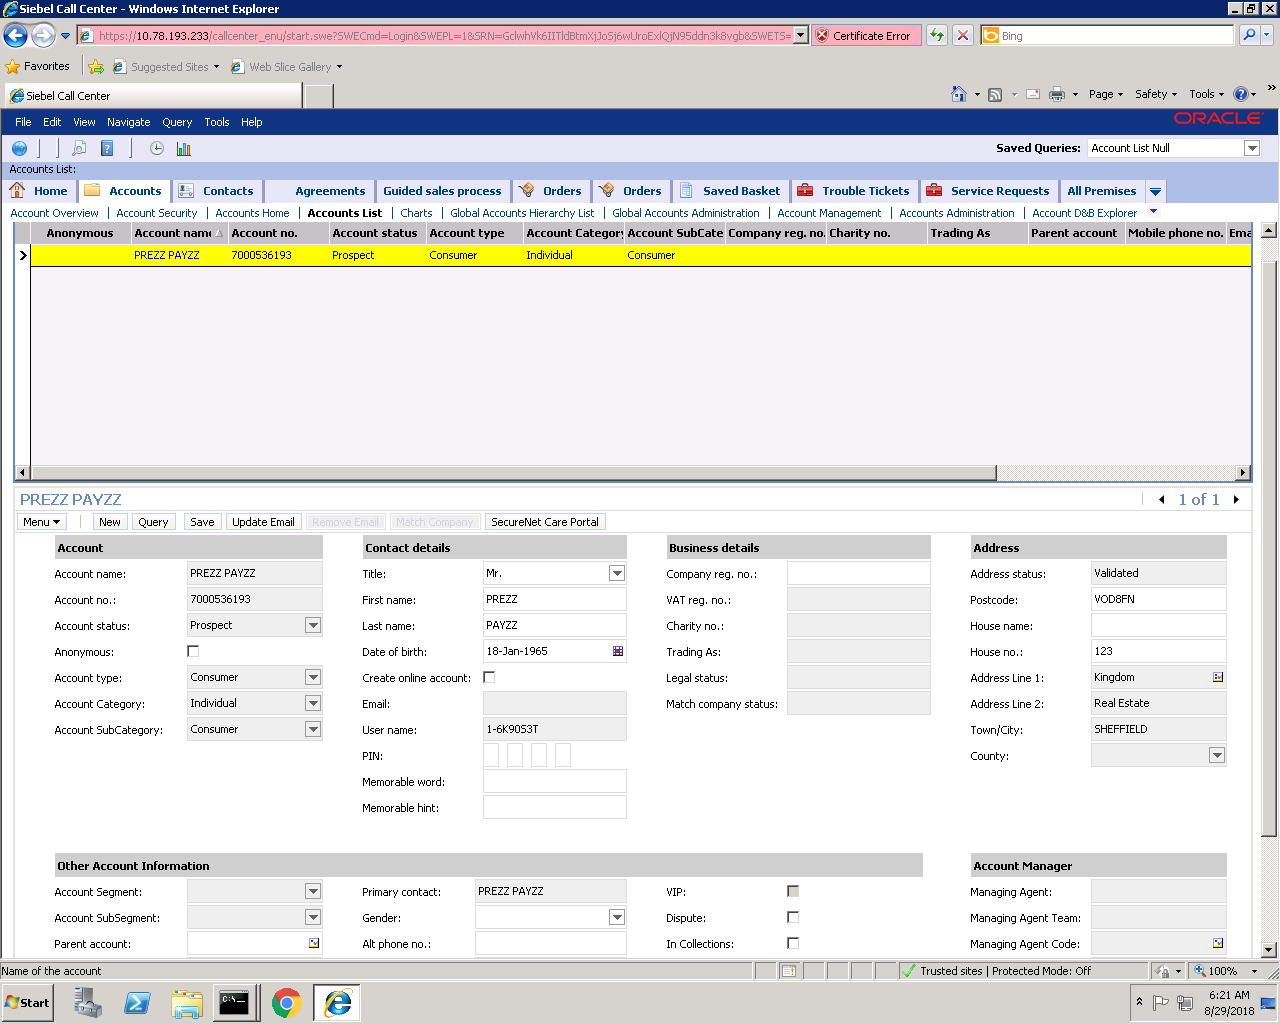 Siebel Call Center - Windows Internet Explorer
https://10.78.193.233/callcenter_enu/start.swe?SWECmd=Login&SWEPL=1&SRN= Certificate Error Bing
Favorites Suggested Sites Web Slice Gallery
Siebel Call Center Page Safety Tools »
File Edit View Navigate Query Tools Help ORACLE
Saved Queries: Account List Null
Accounts List:
Home Accounts Contacts Agreements Guided sales process Orders Orders Saved Basket Trouble Tickets Service Requests All Premises
Account Overview | Account Security | Accounts Home | Accounts List | Charts | Global Accounts Hierarchy List | Global Accounts Administration | Account Management | Accounts Administration | Account D&B Explorer
Anonymous Account name Account no. Account status Account type Account Category Account SubCate Company reg. no. Charity no. Trading As Parent account Mobile phone no. Ema
PREZZ PAYZZ 7000536193 Prospect Consumer Individual Consumer
PREZZ PAYZZ 1 of 1
Menu New Query Save Update Email Remove Email Match Company SecureNet Care Portal
Account Contact details Business details Address
Account name: PREZZ PAYZZ Title: Mr. Company reg. no.: Address status: Validated
Account no.: 7000536193 First name: PREZZ VAT reg. no.: Postcode: VOD8FN
Account status: Prospect Last name: PAYZZ Charity no.: House name:
Anonymous: Date of birth: 18-Jan-1965 Trading As: House no.: 123
Account type: Consumer Create online account: Legal status: Address Line 1: Kingdom
Account Category: Individual Email: Match company status: Address Line 2: Real Estate
Account SubCategory: Consumer User name: 1-6K90S3T Town/City: SHEFFIELD
PIN: County:
Memorable word:
Memorable hint:
Other Account Information Account Manager
Account Segment: Primary contact: PREZZ PAYZZ VIP: Managing Agent:
Account SubSegment: Gender: Dispute: Managing Agent Team:
Parent account: Alt phone no.: In Collections: Managing Agent Code:
Name of the account Trusted sites | Protected Mode: Off 100%
Start 6:21 AM
8/29/2018